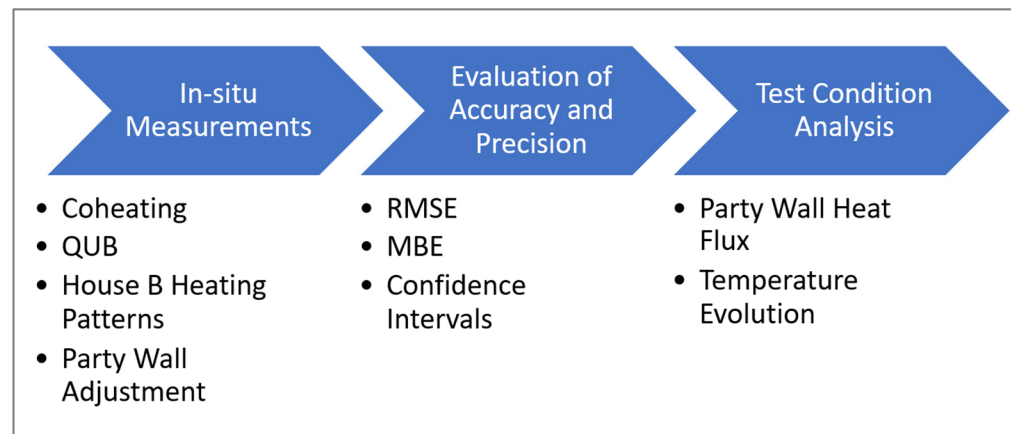 In-situ
Measurements
Evaluation of
Accuracy and
Precision
Test Condition
Analysis
• Coheating
• QUB
• House B Heating
Patterns
• Party Wall
Adjustment
• RMSE
• MBE
• Confidence
Intervals
• Party Wall Heat
Flux
• Temperature
Evolution